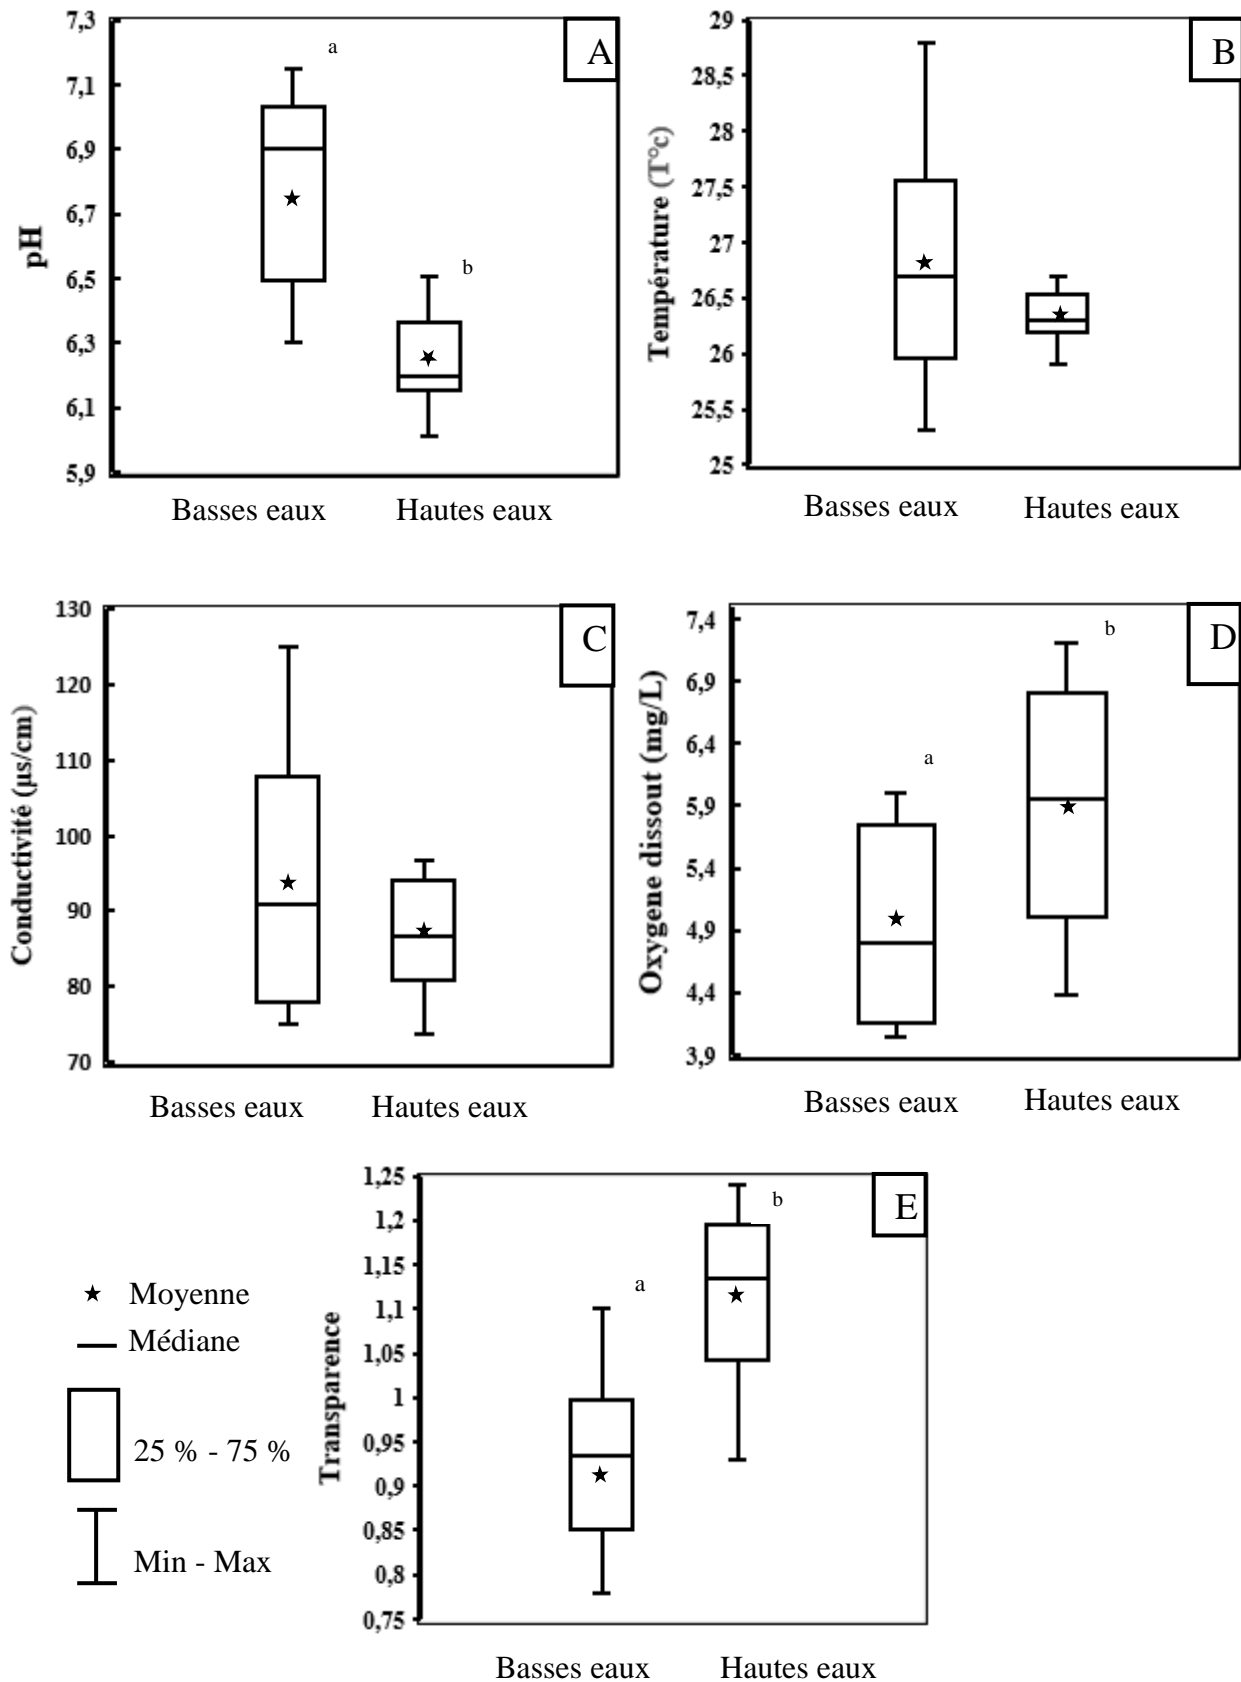 A
pH
7,3
7,1
6,9
6,7
6,5
6,3
6,1
5,9
a
b
Basses eaux
Hautes eaux
B
Température (T°c)
29
28,5
28
27,5
27
26,5
26
25,5
25
Basses eaux
Hautes eaux
C
Conductivité (µs/cm)
130
120
110
100
90
80
70
Basses eaux
Hautes eaux
D
Oxygene dissout (mg/L)
7,4
6,9
6,4
5,9
5,4
4,9
4,4
3,9
a
b
Basses eaux
Hautes eaux
E
Transparence
1,25
1,2
1,15
1,1
1,05
1
0,95
0,9
0,85
0,8
0,75
a
b
Basses eaux
Hautes eaux
Moyenne
Médiane
25 % - 75 %
Min - Max